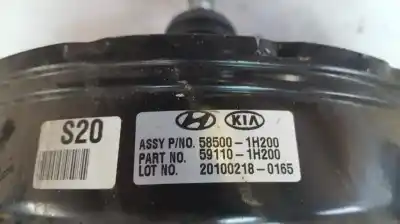 S20
KIA
ASSY P/NO. 58500-1H200
PART NO. 59110-1H200
LOT NO. 20100218-0165